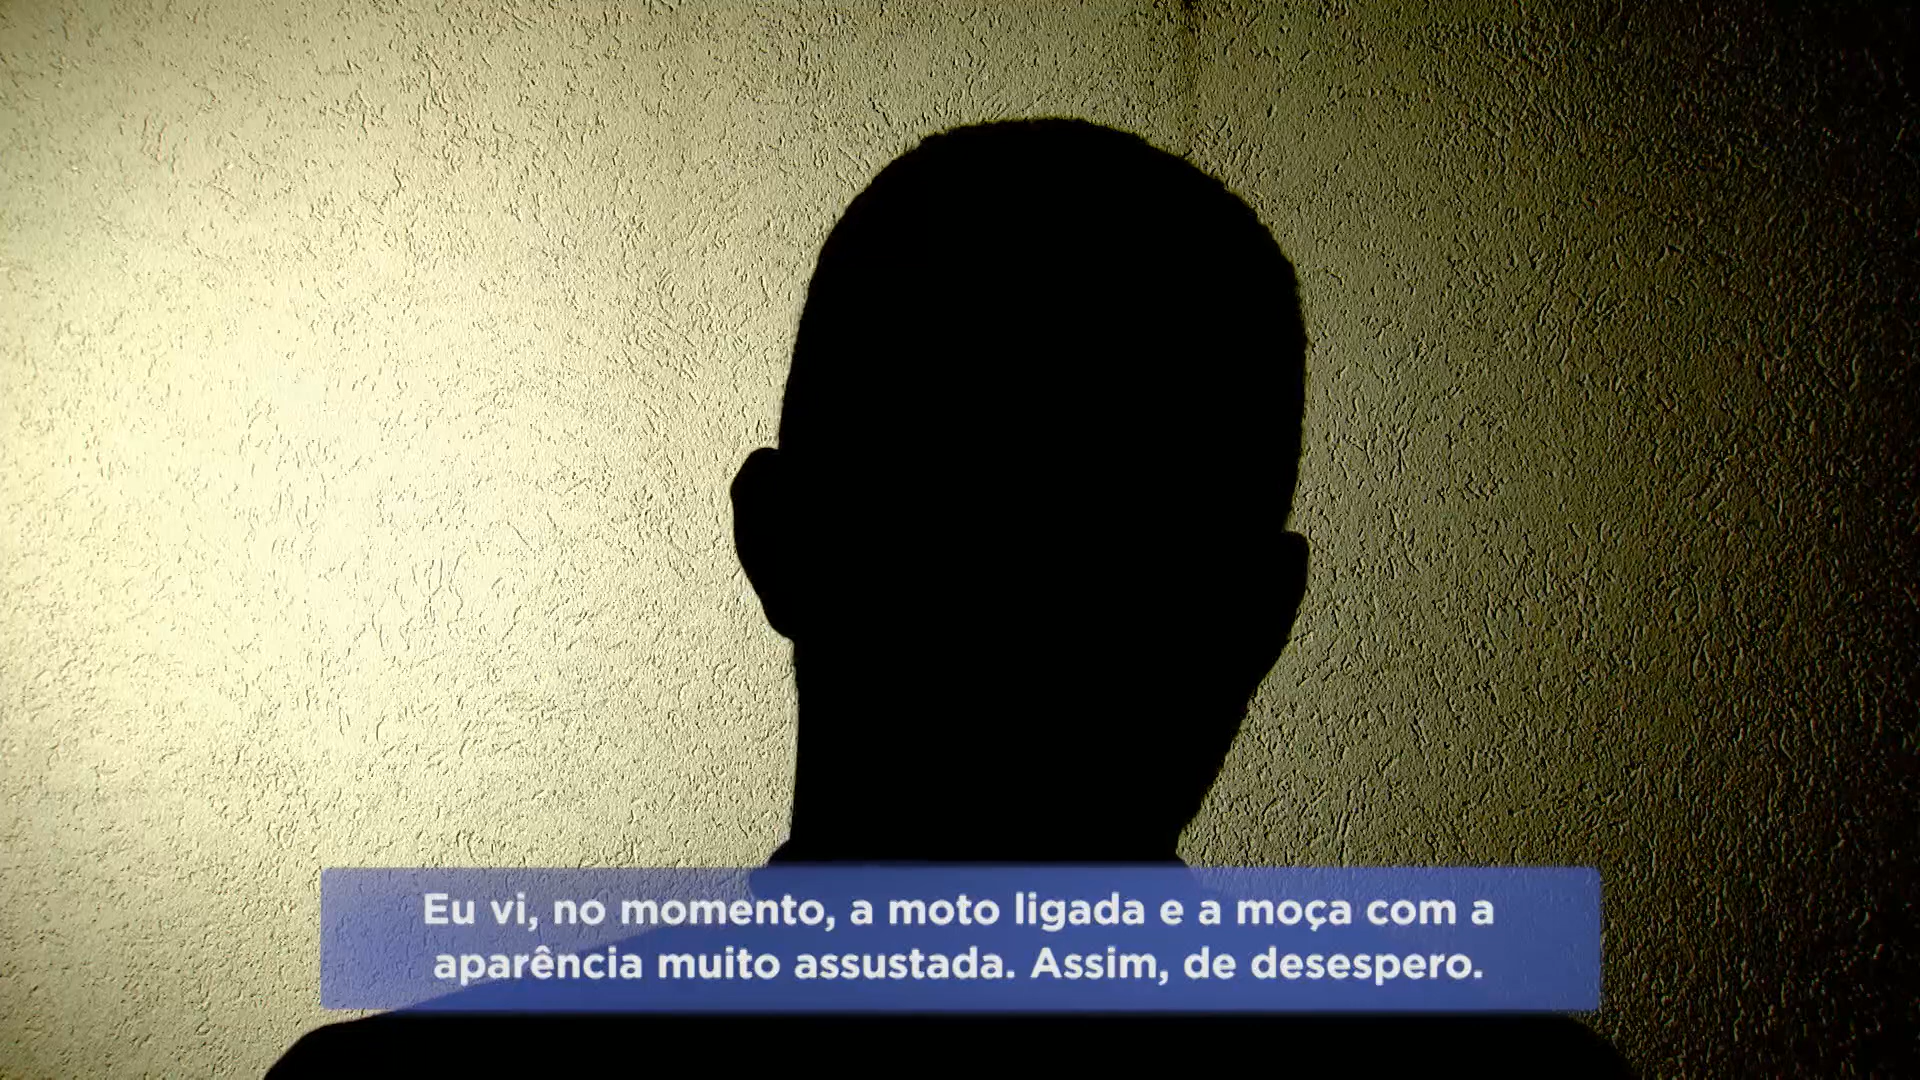 Eu vi, no momento, a moto ligada e a moça com a
aparência muito assustada. Assim, de desespero.